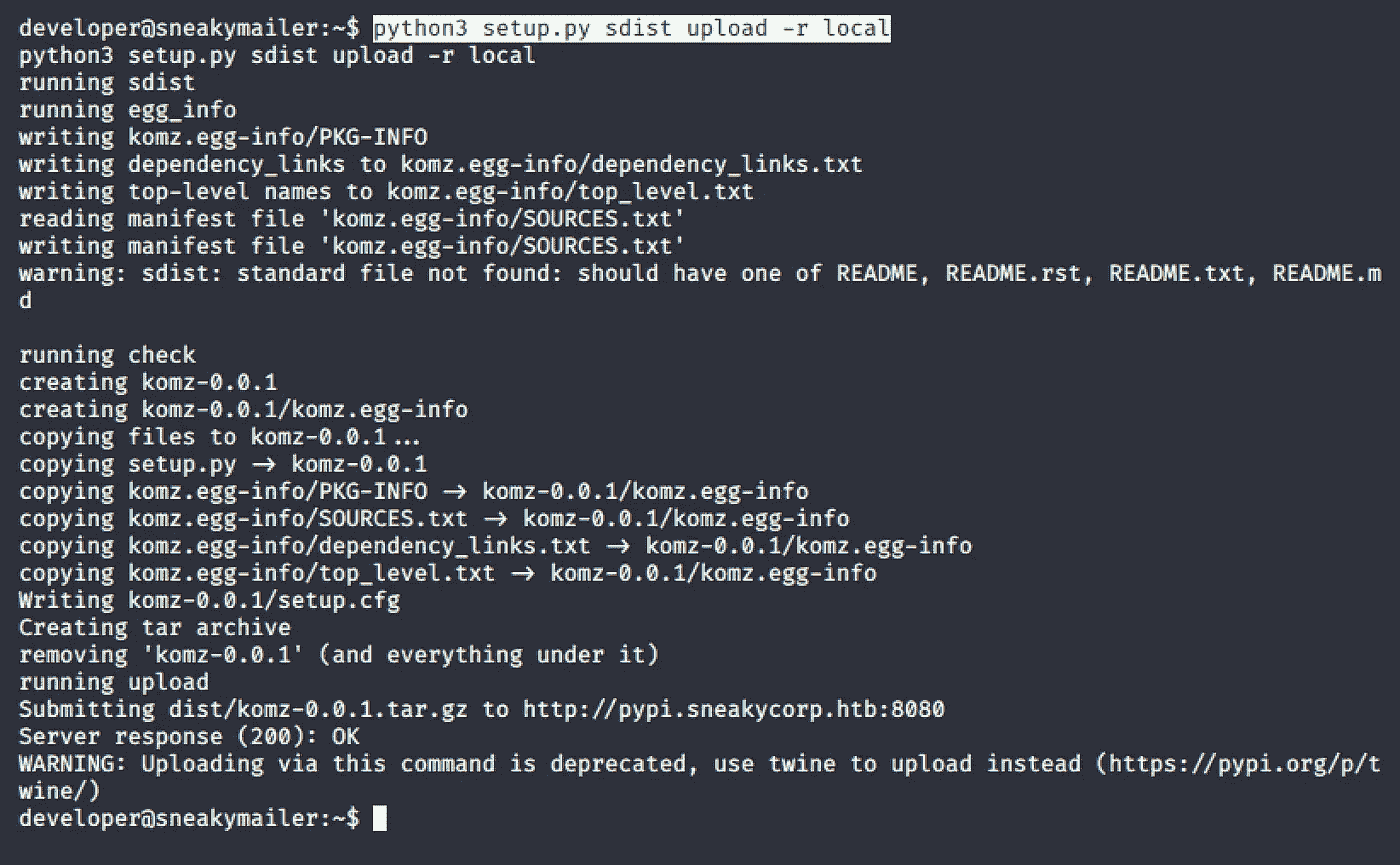 developer@sneakymailer:~$ python3 setup.py sdist upload -r local
python3 setup.py sdist upload -r local
running sdist
running egg_info
writing komz.egg-info/PKG-INFO
writing dependency_links to komz.egg-info/dependency_links.txt
writing top-level names to komz.egg-info/top_level.txt
reading manifest file 'komz.egg-info/SOURCES.txt'
writing manifest file 'komz.egg-info/SOURCES.txt'
warning: sdist: standard file not found: should have one of README, README.rst, README.txt, README.m
d
running check
creating komz-0.0.1
creating komz-0.0.1/komz.egg-info
copying files to komz-0.0.1...
copying setup.py -> komz-0.0.1
copying komz.egg-info/PKG-INFO -> komz-0.0.1/komz.egg-info
copying komz.egg-info/SOURCES.txt -> komz-0.0.1/komz.egg-info
copying komz.egg-info/dependency_links.txt -> komz-0.0.1/komz.egg-info
copying komz.egg-info/top_level.txt -> komz-0.0.1/komz.egg-info
Writing komz-0.0.1/setup.cfg
Creating tar archive
removing 'komz-0.0.1' (and everything under it)
running upload
Submitting dist/komz-0.0.1.tar.gz to http://pypi.sneakycorp.htb:8080
Server response (200): OK
WARNING: Uploading via this command is deprecated, use twine to upload instead (https://pypi.org/p/t
wine/)
developer@sneakymailer:~$